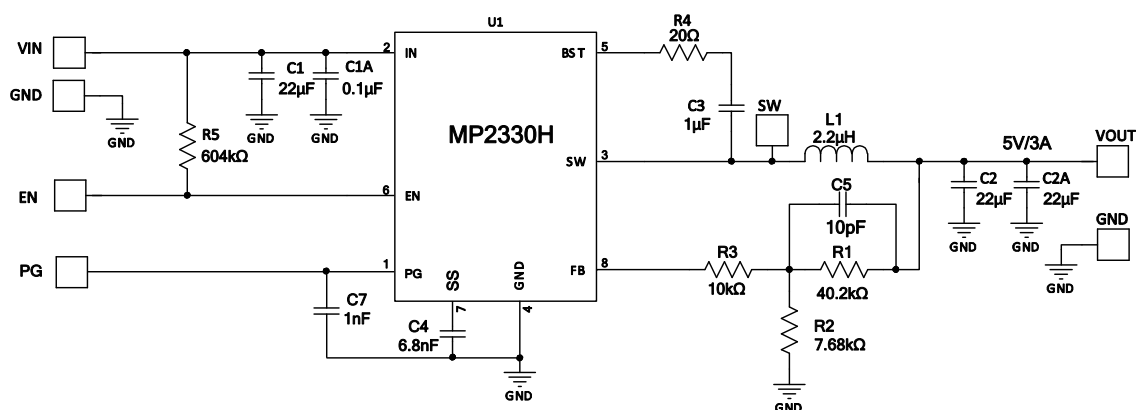 U1
VIN
2
IN
C1
22µF
C1A
0.1µF
GND
GND
GND
GND
R5
604kΩ
EN
6
EN
PG
1
PG
C7
1nF
MP2330H
SS
7
C4
6.8nF
GND
4
GND
BST
5
R4
20Ω
C3
1µF
SW
SW
3
L1
2.2µH
5V/3A
VOUT
C2
22µF
C2A
22µF
GND
GND
GND
GND
C5
10pF
FB
8
R3
10kΩ
R1
40.2kΩ
R2
7.68kΩ
GND